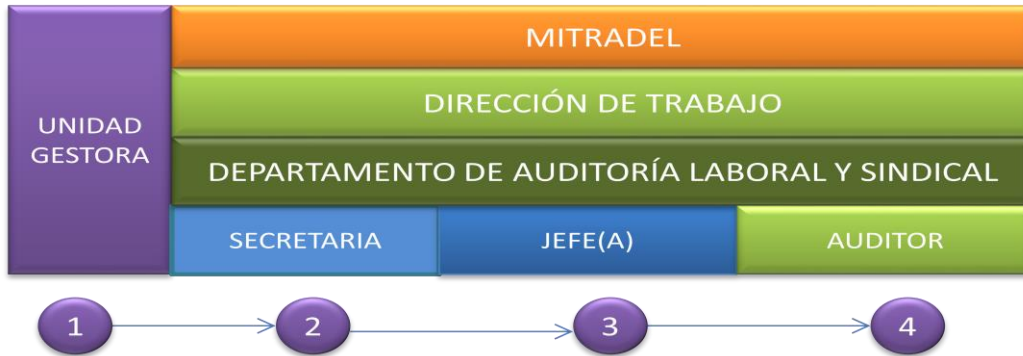 UNIDAD
GESTORA
MITRADEL
DIRECCIÓN DE TRABAJO
DEPARTAMENTO DE AUDITORÍA LABORAL Y SINDICAL
SECRETARIA
JEFE(A)
AUDITOR
1
2
3
4